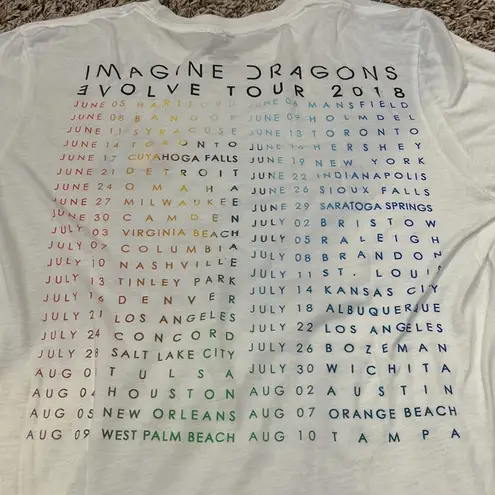 IMAGINE DRAGONS
EVOLVE TOUR 2018
JUNE 05 HARTFORD JUNE 06 MANSFIELD
JUNE 08 BANGOR JUNE 09 HOLMDEL
JUNE 11 SYRACUSE JUNE 13 TORONTO
JUNE 14 TORONTO JUNE 16 HERSHEY
JUNE 17 CUYAHOGA FALLS JUNE 19 NEW YORK
JUNE 21 DETROIT JUNE 22 INDIANAPOLIS
JUNE 24 OMAHA JUNE 26 SIOUX FALLS
JUNE 27 MILWAUKEE JUNE 29 SARATOGA SPRINGS
JUNE 30 CAMDEN JULY 02 BRISTOW
JULY 03 VIRGINIA BEACH JULY 05 RALEIGH
JULY 07 COLUMBIA JULY 08 BRANDON
JULY 10 NASHVILLE JULY 11 ST. LOUIS
JULY 13 TINLEY PARK JULY 14 KANSAS CITY
JULY 16 DENVER JULY 18 ALBUQUERQUE
JULY 21 LOS ANGELES JULY 22 LOS ANGELES
JULY 24 CONCORD JULY 26 BOZEMAN
JULY 28 SALT LAKE CITY JULY 30 WICHITA
AUG 01 TULSA AUG 02 AUSTIN
AUG 04 HOUSTON AUG 07 ORANGE BEACH
AUG 05 NEW ORLEANS AUG 10 TAMPA
AUG 09 WEST PALM BEACH